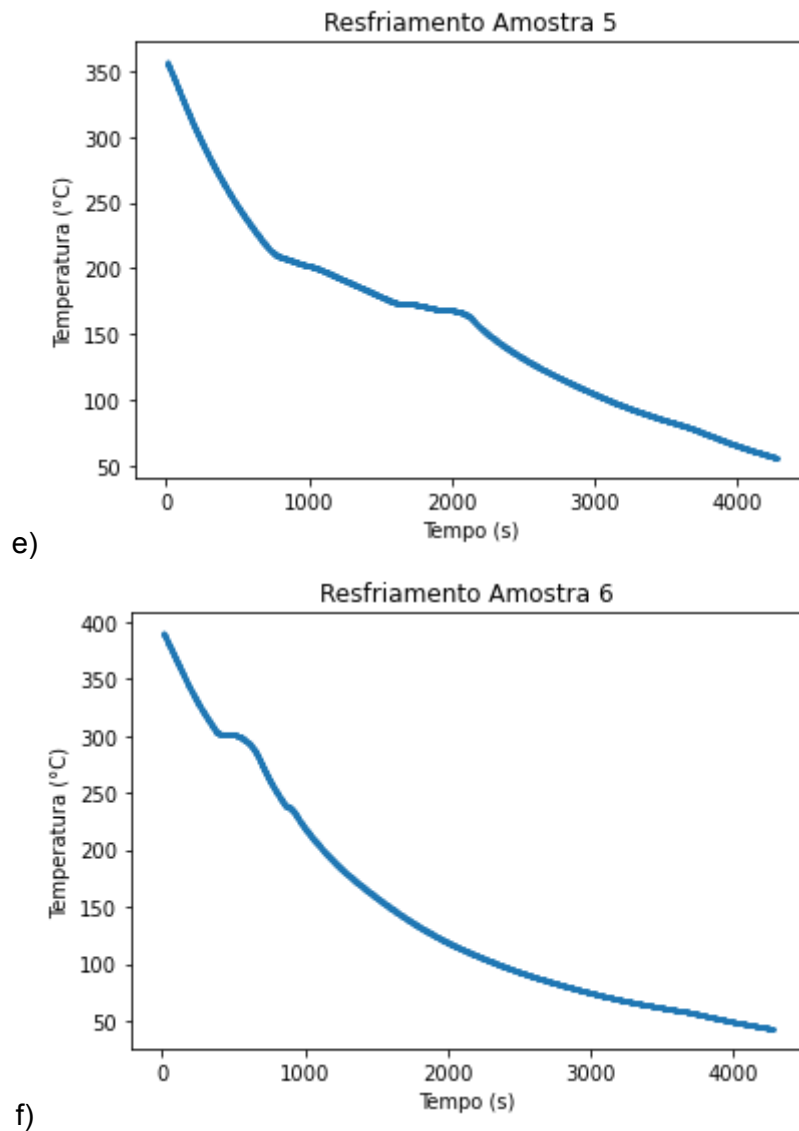 Resfriamento Amostra 5
350
300
250
200
150
100
50
Temperatura (°C)
0 1000 2000 3000 4000
Tempo (s)
e)
Resfriamento Amostra 6
400
350
300
250
200
150
100
50
Temperatura (°C)
0 1000 2000 3000 4000
Tempo (s)
f)